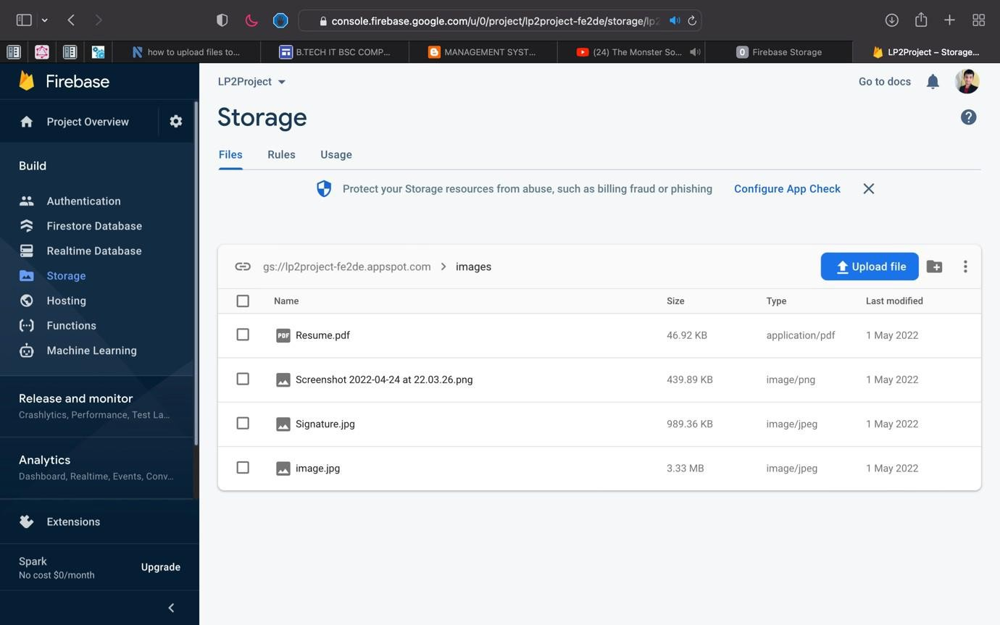 console.firebase.google.com/u/0/project/lp2project-fe2de/storage/lp2
how to upload files to...
B.TECH IT BSC COMP...
MANAGEMENT SYST...
(24) The Monster So...
0 Firebase Storage
LP2Project – Storage...
Firebase
LP2Project
Go to docs
Project Overview
Storage
Files Rules Usage
Build
Protect your Storage resources from abuse, such as billing fraud or phishing Configure App Check
Authentication
Firestore Database
Realtime Database
Storage
Hosting
Functions
Machine Learning
Release and monitor
Crashlytics, Performance, Test La...
Analytics
Dashboard, Realtime, Events, Conv...
Extensions
Spark
No cost $0/month
Upgrade
gs://lp2project-fe2de.appspot.com > images
Upload file
Name Size Type Last modified
PDF Resume.pdf 46.92 KB application/pdf 1 May 2022
Screenshot 2022-04-24 at 22.03.26.png 439.89 KB image/png 1 May 2022
Signature.jpg 989.36 KB image/jpeg 1 May 2022
image.jpg 3.33 MB image/jpeg 1 May 2022